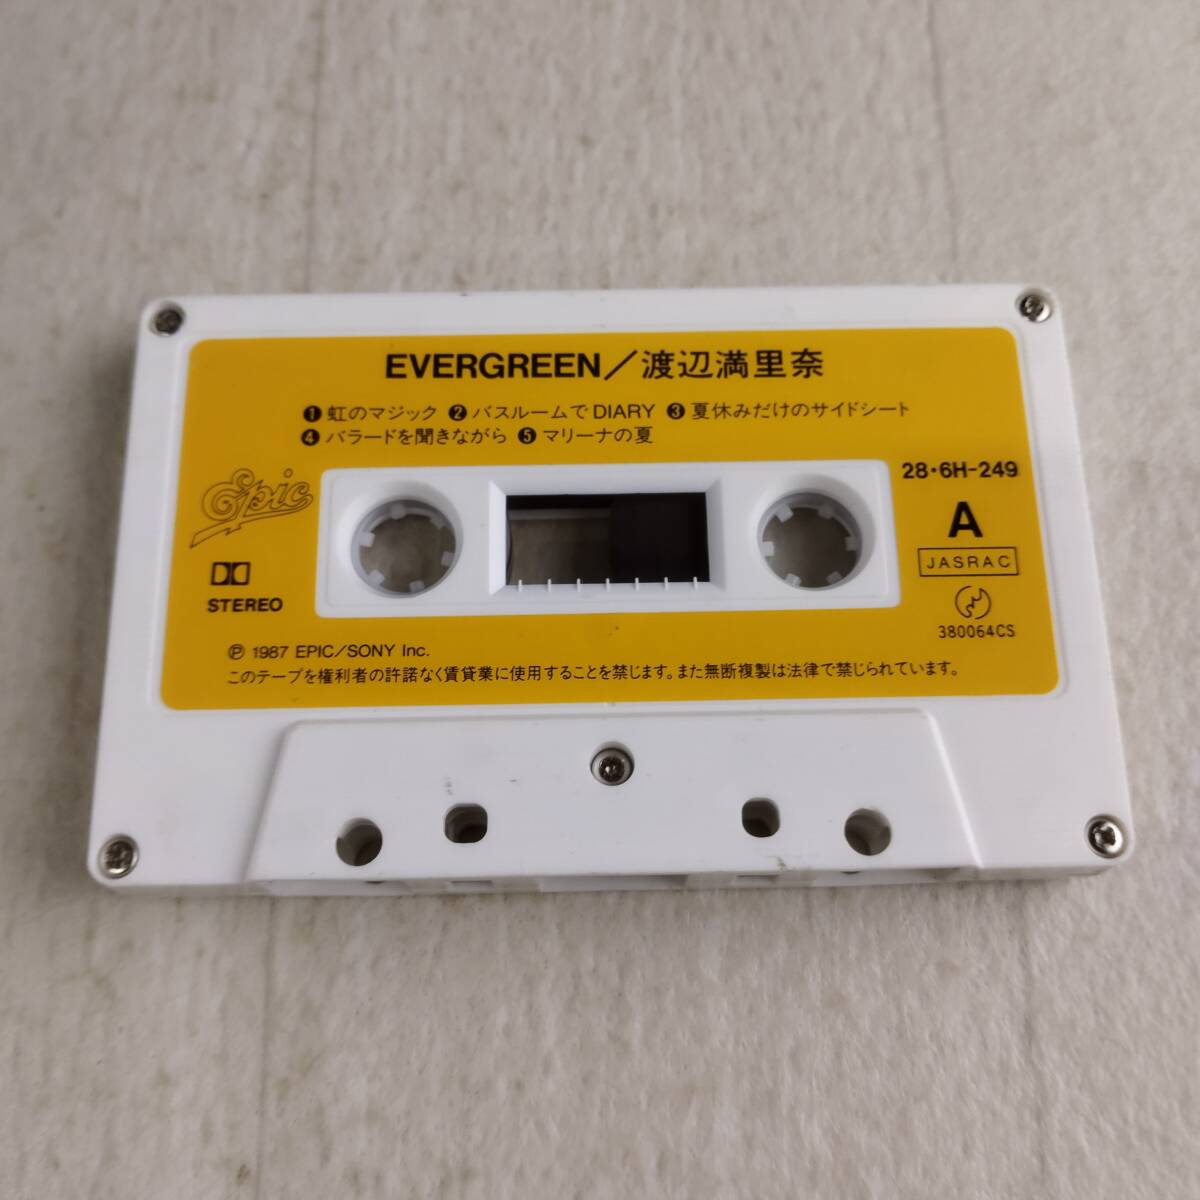 EVERGREEN／渡辺満里奈
❶ 虹のマジック ❷ バスルームでDIARY ❸ 夏休みだけのサイドシート
❹ バラードを聞きながら ❺ マリーナの夏
28・6H-249
Epic
A
JASRAC
STEREO
380064CS
Ⓟ 1987 EPIC／SONY Inc.
このテープを権利者の許諾なく賃貸業に使用することを禁じます。また無断複製は法律で禁じられています。